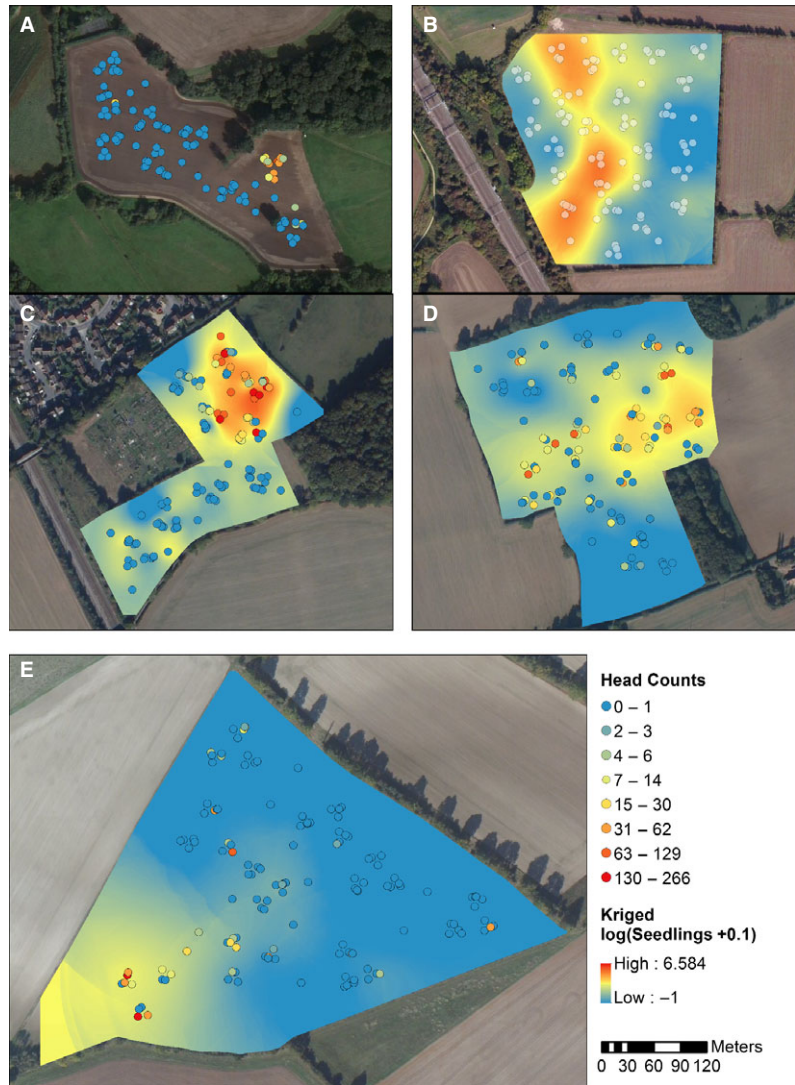 A
B
C
D
E
Head Counts
0 – 1
2 – 3
4 – 6
7 – 14
15 – 30
31 – 62
63 – 129
130 – 266
Kriged
log(Seedlings +0.1)
High : 6.584
Low : –1
Meters
0 30 60 90 120